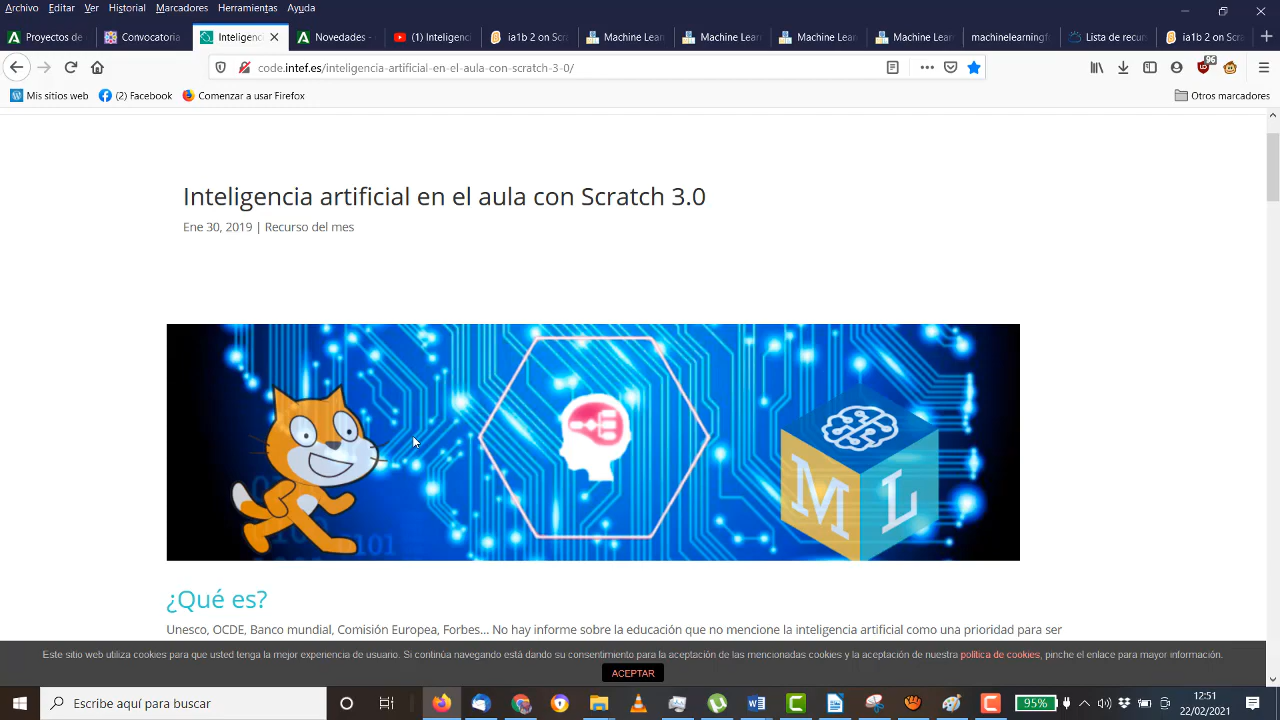 Archivo Editar Ver Historial Marcadores Herramientas Ayuda
Proyectos de Convocatoria Inteligenc Novedades - (1) Inteligenc ia1b 2 on Scra Machine Lear Machine Lear Machine Lear Machine Lear machinelearningf Lista de recur ia1b 2 on Scra
code.intef.es/inteligencia-artificial-en-el-aula-con-scratch-3-0/
96
Mis sitios web (2) Facebook Comenzar a usar Firefox Otros marcadores
Inteligencia artificial en el aula con Scratch 3.0
Ene 30, 2019 | Recurso del mes
M L
101
¿Qué es?
Unesco, OCDE, Banco mundial, Comisión Europea, Forbes... No hay informe sobre la educación que no mencione la inteligencia artificial como una prioridad para ser
Este sitio web utiliza cookies para que usted tenga la mejor experiencia de usuario. Si continúa navegando está dando su consentimiento para la aceptación de las mencionadas cookies y la aceptación de nuestra política de cookies, pinche el enlace para mayor información.
ACEPTAR
Escribe aquí para buscar
95%
12:51
22/02/2021